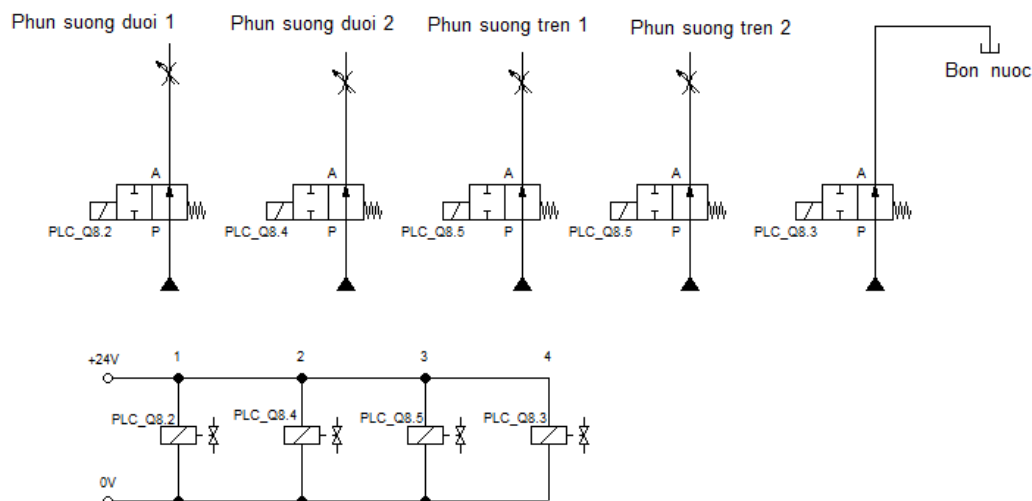 Phun suong duoi 1
Phun suong duoi 2
Phun suong tren 1
Phun suong tren 2
Bon nuoc
A
A
A
A
A
PLC_Q8.2
P
PLC_Q8.4
P
PLC_Q8.5
P
PLC_Q8.5
P
PLC_Q8.3
P
+24V
1
2
3
4
PLC_Q8.2
PLC_Q8.4
PLC_Q8.5
PLC_Q8.3
0V